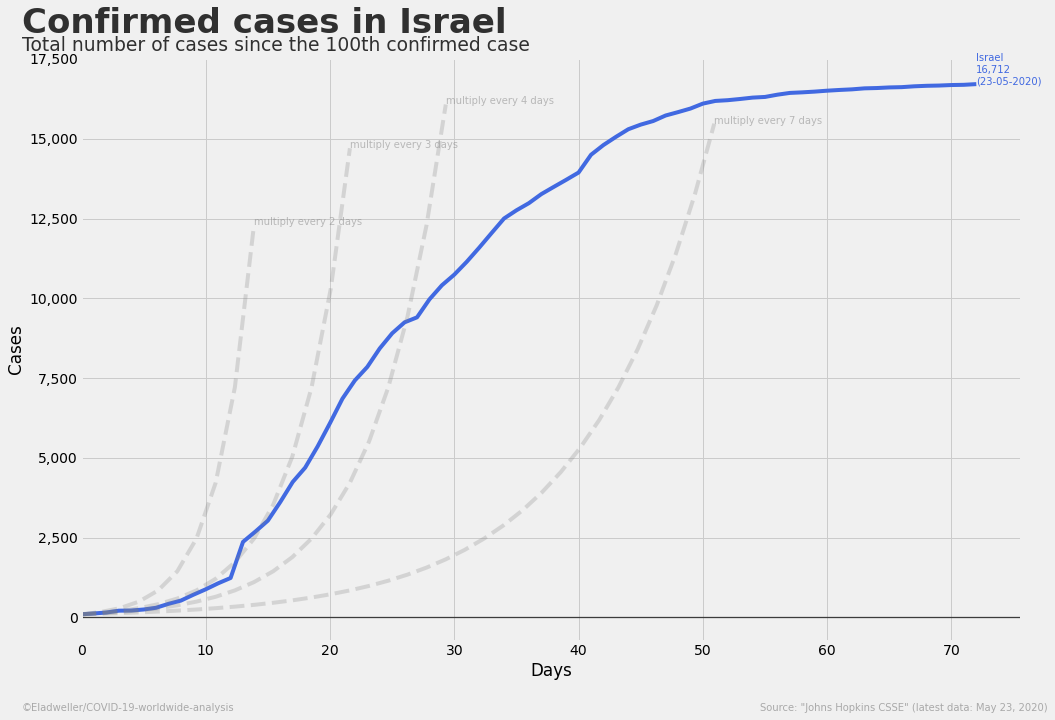 Confirmed cases in Israel
Total number of cases since the 100th confirmed case
17,500
Israel
16,712
(23-05-2020)
multiply every 4 days
multiply every 7 days
15,000
multiply every 3 days
12,500
multiply every 2 days
10,000
Cases
7,500
5,000
2,500
0
0 10 20 30 40 50 60 70
Days
©Eladweller/COVID-19-worldwide-analysis
Source: "Johns Hopkins CSSE" (latest data: May 23, 2020)